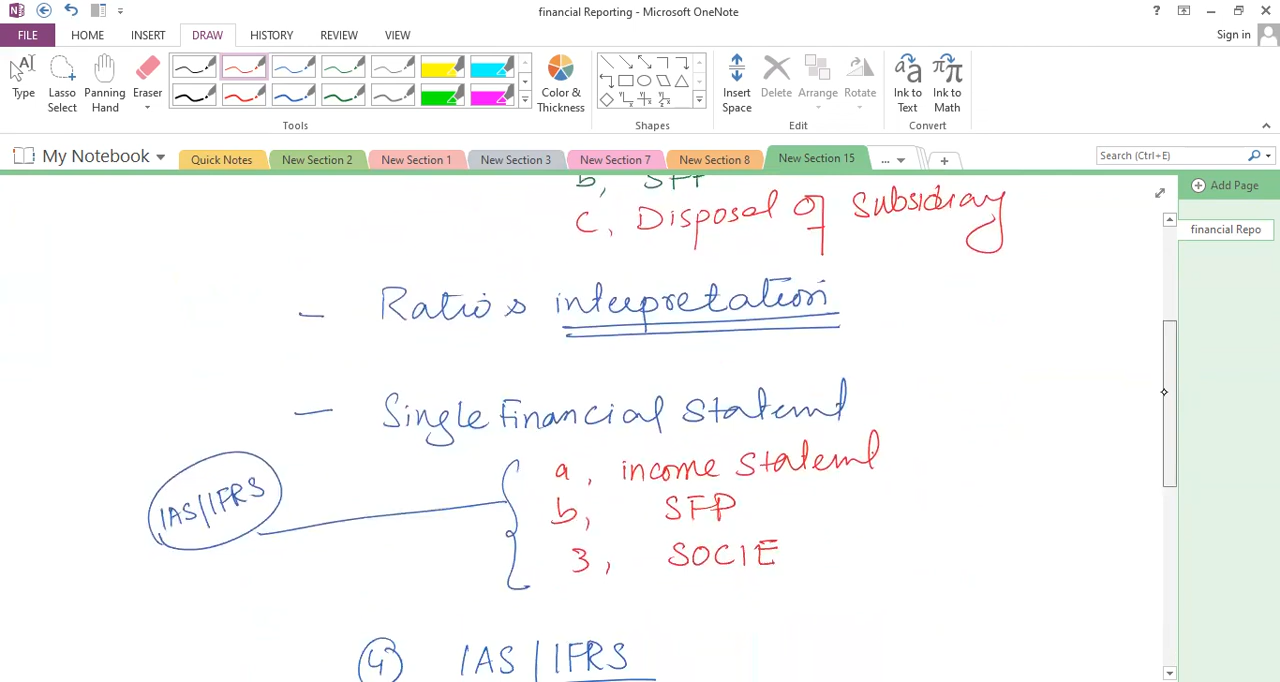 financial Reporting - Microsoft OneNote
FILE HOME INSERT DRAW HISTORY REVIEW VIEW
Sign in
Type
Lasso Select
Panning Hand
Eraser
Color & Thickness
Insert Space
Delete
Arrange
Rotate
Ink to Text
Ink to Math
Tools
Shapes
Edit
Convert
My Notebook
Quick Notes
New Section 2
New Section 1
New Section 3
New Section 7
New Section 8
New Section 15
...
Search (Ctrl+E)
Add Page
financial Repo
b, SFP
c, Disposal of Subsidiary
- Ratio's interpretation
- Single Financial Statemt
IAS/IFRS
a, income Statemt
b, SFP
3, SOCIE
4 IAS | IFRS